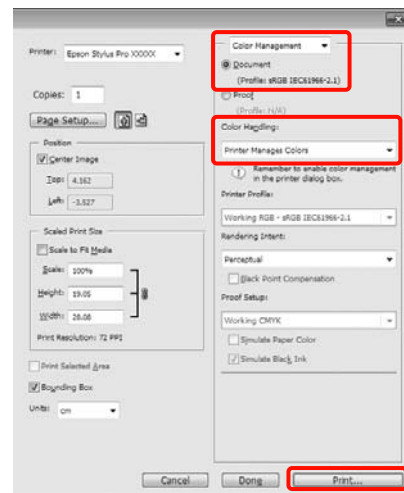 Printer: Epson Stylus Pro XXXXX
Copies: 1
Page Setup...
Position
Center Image
Top: 4.162
Left: -3.527
Scaled Print Size
Scale to Fit Media
Scale: 100%
Height: 19.05
Width: 28.08
Print Resolution: 72 PPI
Print Selected Area
Bounding Box
Units: cm
Color Management
Document
(Profile: sRGB IEC61966-2.1)
Proof
(Profile: N/A)
Color Handling:
Printer Manages Colors
Remember to enable color management
in the printer dialog box.
Printer Profile:
Working RGB - sRGB IEC61966-2.1
Rendering Intent:
Perceptual
Black Point Compensation
Proof Setup:
Working CMYK
Simulate Paper Color
Simulate Black Ink
Cancel
Done
Print...